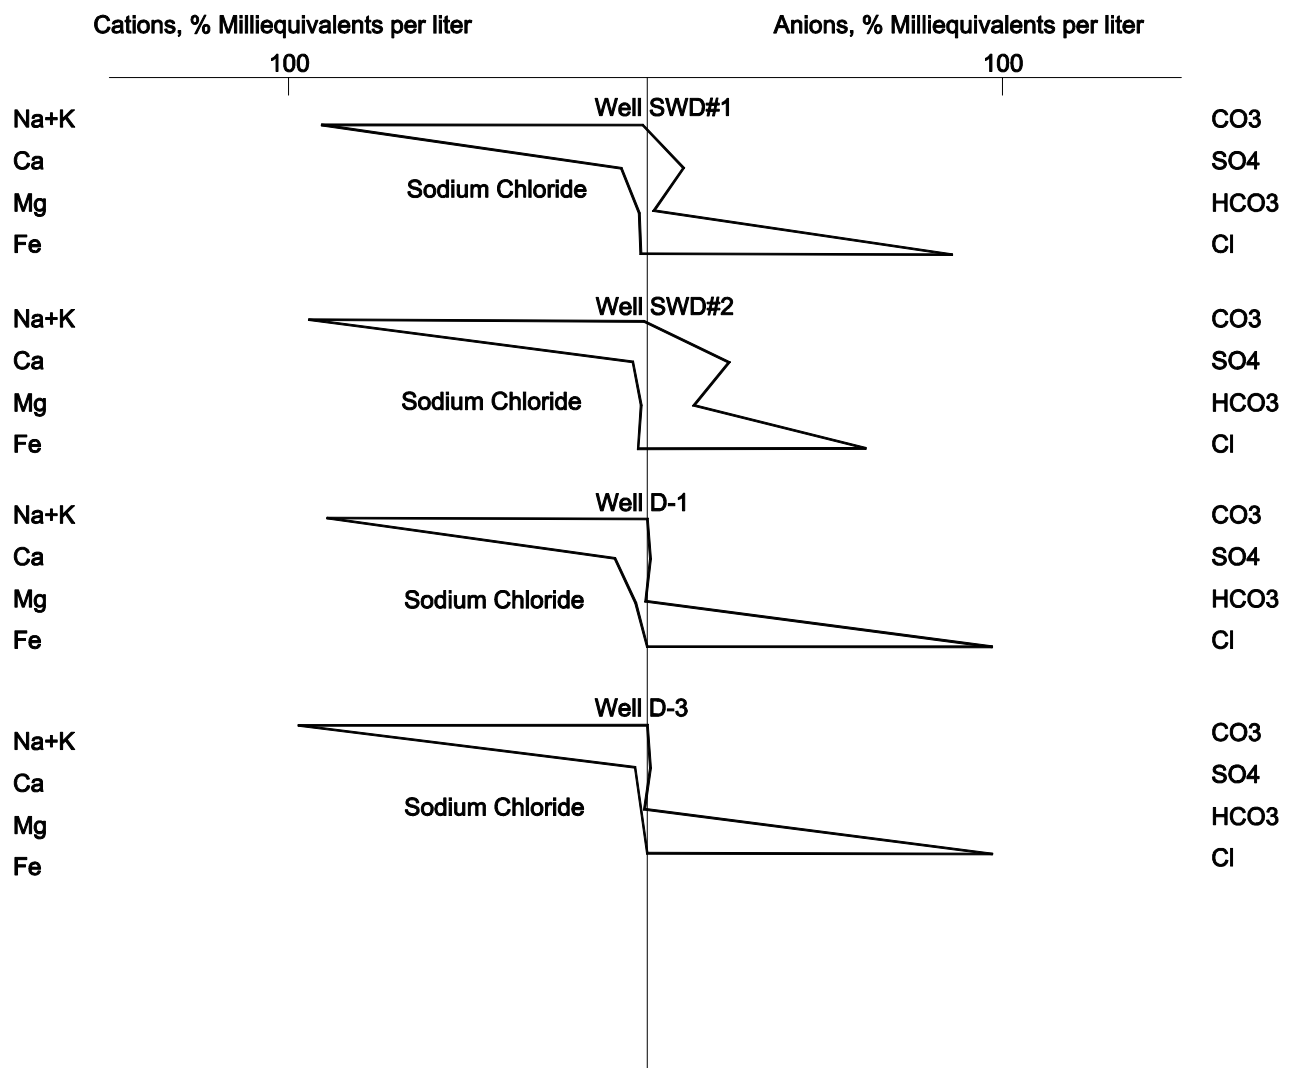 Cations, % Milliequivalents per liter Anions, % Milliequivalents per liter
100 100
Well SWD#1
Na+K CO3
Ca SO4
Sodium Chloride
Mg HCO3
Fe Cl
Well SWD#2
Na+K CO3
Ca SO4
Sodium Chloride
Mg HCO3
Fe Cl
Well D-1
Na+K CO3
Ca SO4
Mg Sodium Chloride HCO3
Fe Cl
Well D-3
Na+K CO3
Ca SO4
Sodium Chloride
Mg HCO3
Fe Cl